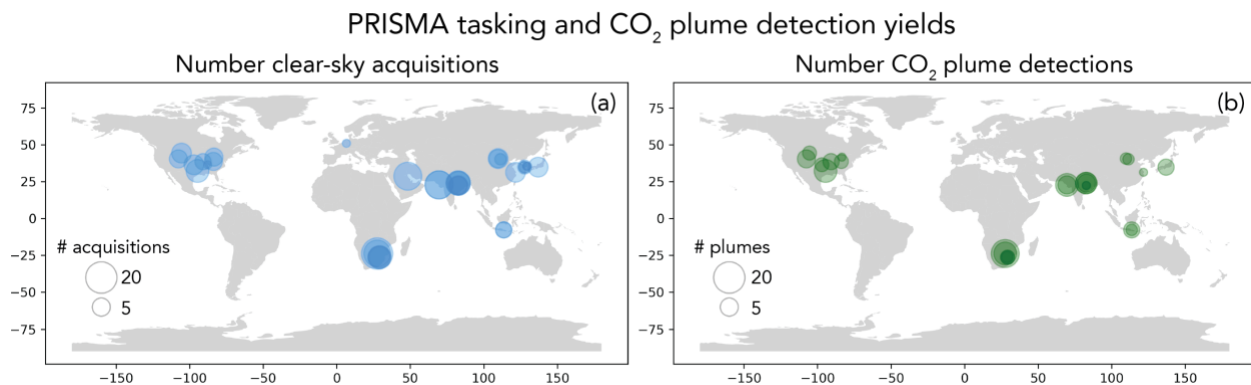 PRISMA tasking and CO₂ plume detection yields
Number clear-sky acquisitions
(a)
75
50
25
0
−25
−50
−75
# acquisitions
20
5
−150 −100 −50 0 50 100 150
Number CO₂ plume detections
(b)
75
50
25
0
−25
−50
−75
# plumes
20
5
−150 −100 −50 0 50 100 150